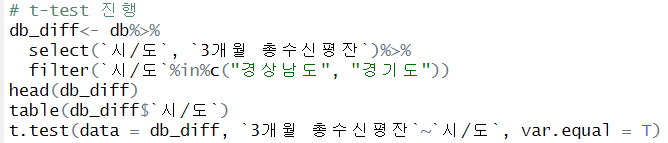 # t-test 진행
db_diff<- db%>%
  select(`시/도`, `3개월 총수신평잔`)%>%
  filter(`시/도`%in%c("경상남도", "경기도"))
head(db_diff)
table(db_diff$`시/도`)
t.test(data = db_diff, `3개월 총수신평잔`~`시/도`, var.equal = T)